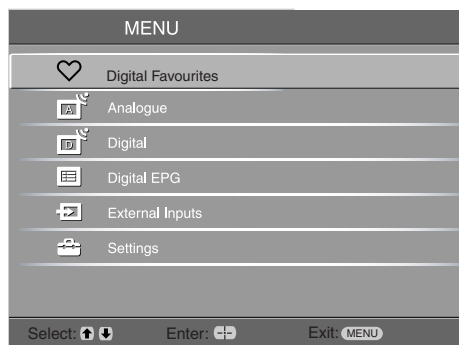 MENU
Digital Favourites
A Analogue
D Digital
Digital EPG
External Inputs
Settings
Select: Enter: Exit: MENU